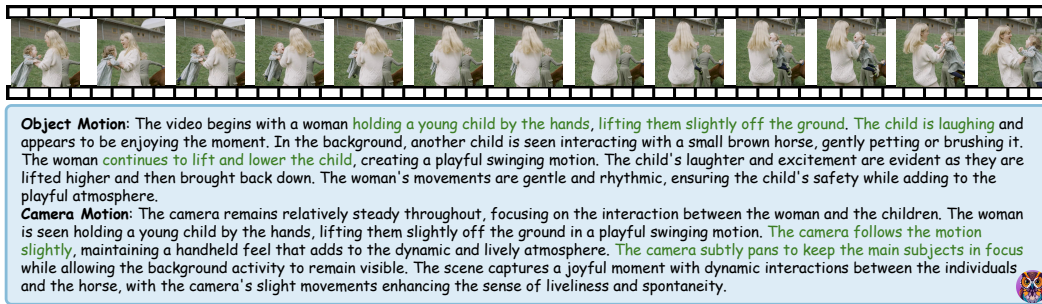 Object Motion: The video begins with a woman holding a young child by the hands, lifting them slightly off the ground. The child is laughing and
appears to be enjoying the moment. In the background, another child is seen interacting with a small brown horse, gently petting or brushing it.
The woman continues to lift and lower the child, creating a playful swinging motion. The child's laughter and excitement are evident as they are
lifted higher and then brought back down. The woman's movements are gentle and rhythmic, ensuring the child's safety while adding to the
playful atmosphere.
Camera Motion: The camera remains relatively steady throughout, focusing on the interaction between the woman and the children. The woman
is seen holding a young child by the hands, lifting them slightly off the ground in a playful swinging motion. The camera follows the motion
slightly, maintaining a handheld feel that adds to the dynamic and lively atmosphere. The camera subtly pans to keep the main subjects in focus
while allowing the background activity to remain visible. The scene captures a joyful moment with dynamic interactions between the individuals
and the horse, with the camera's slight movements enhancing the sense of liveliness and spontaneity.